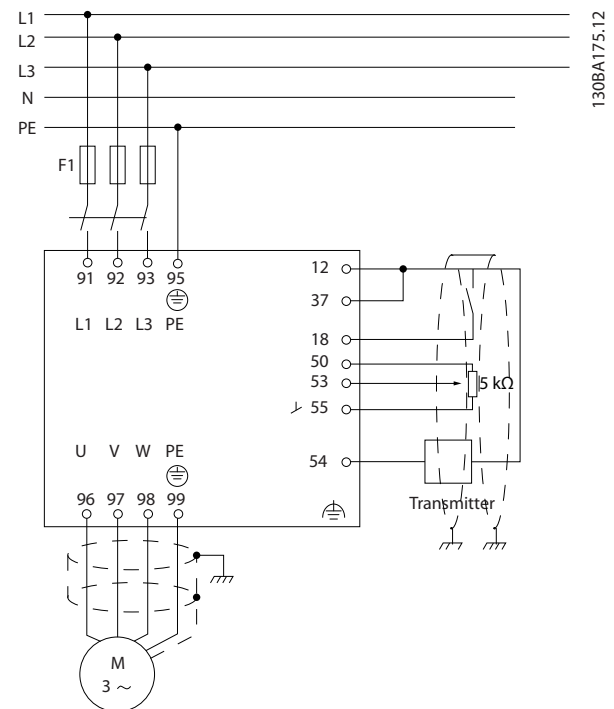 L1
L2
L3
N
PE
130BA175.12
F1
91 92 93 95
L1 L2 L3 PE
12
37
18
50
53
5 kΩ
55
U V W PE
54
96 97 98 99
Transmitter
M
3 ~